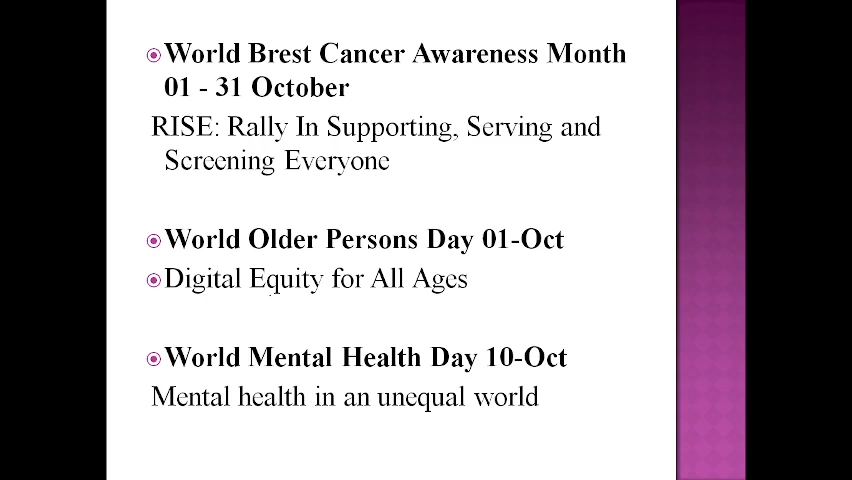 World Brest Cancer Awareness Month
01 - 31 October
RISE: Rally In Supporting, Serving and
Screening Everyone
World Older Persons Day 01-Oct
Digital Equity for All Ages
World Mental Health Day 10-Oct
Mental health in an unequal world